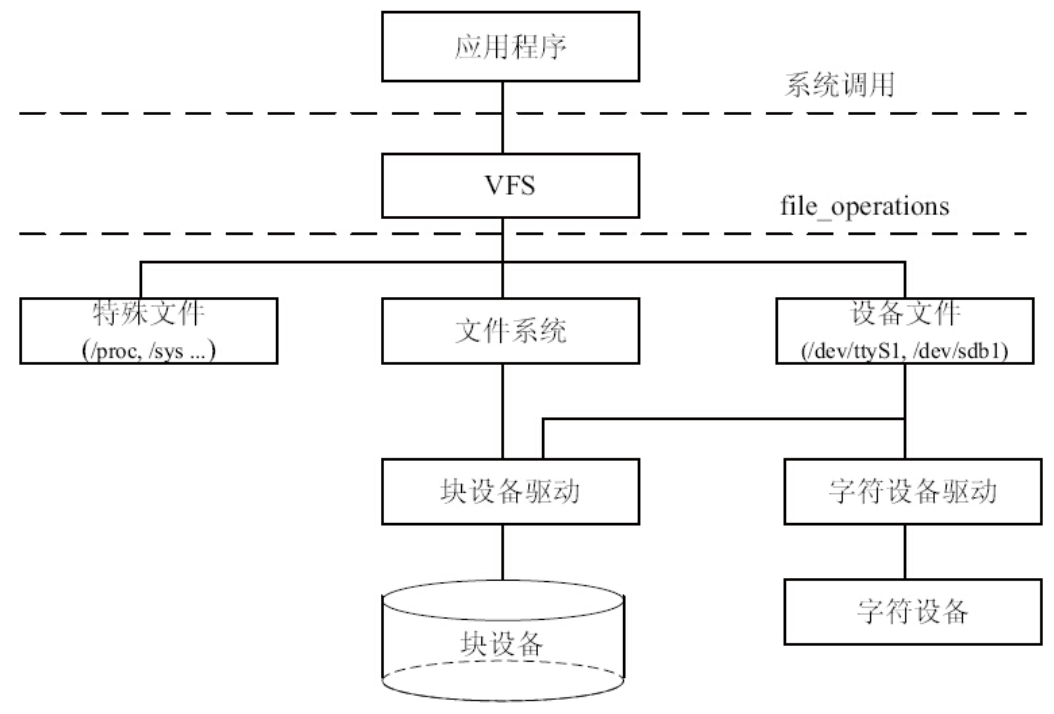 应用程序
系统调用
VFS
file_operations
特殊文件
(/proc, /sys ...)
文件系统
设备文件
(/dev/ttyS1, /dev/sdb1)
块设备驱动
字符设备驱动
块设备
字符设备